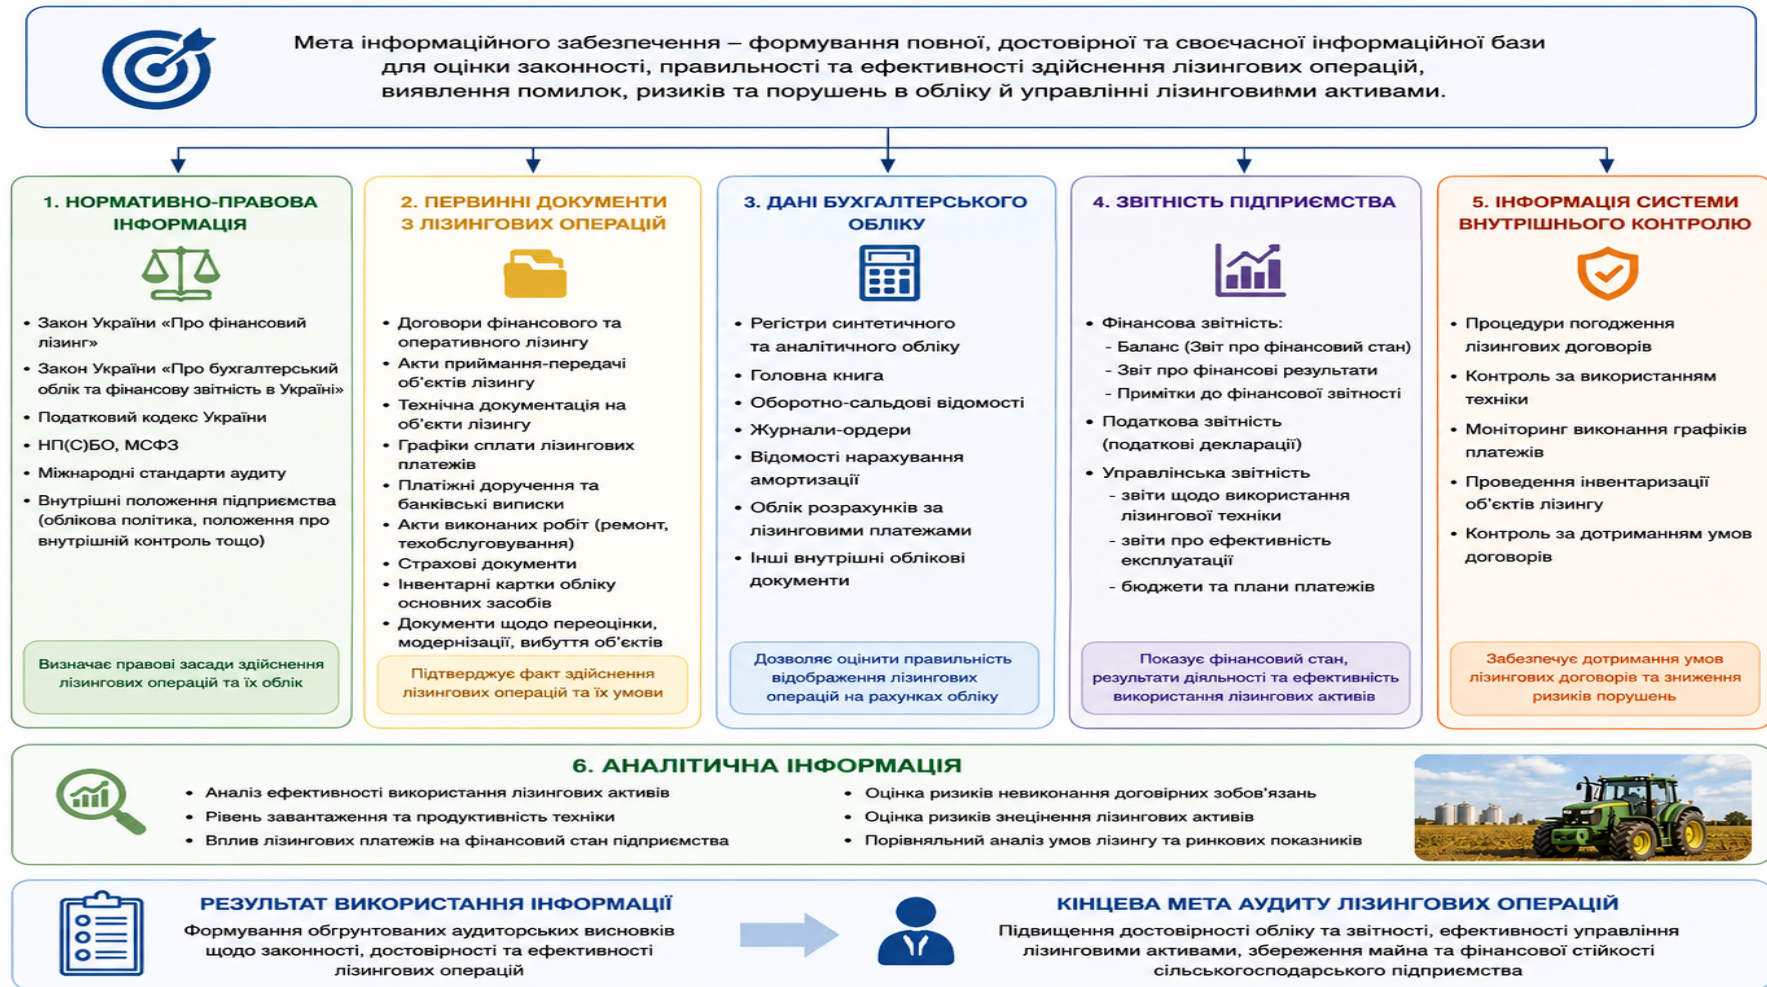 Мета інформаційного забезпечення – формування повної, достовірної та своєчасної інформаційної бази
для оцінки законності, правильності та ефективності здійснення лізингових операцій,
виявлення помилок, ризиків та порушень в обліку й управлінні лізинговими активами.
1. НОРМАТИВНО-ПРАВОВА
ІНФОРМАЦІЯ
• Закон України «Про фінансовий
лізинг»
• Закон України «Про бухгалтерський
облік та фінансову звітність в Україні»
• Податковий кодекс України
• НП(С)БО, МСФЗ
• Міжнародні стандарти аудиту
• Внутрішні положення підприємства
(облікова політика, положення про
внутрішній контроль тощо)
Визначає правові засади здійснення
лізингових операцій та їх облік
2. ПЕРВИННІ ДОКУМЕНТИ
З ЛІЗИНГОВИХ ОПЕРАЦІЙ
• Договори фінансового та
оперативного лізингу
• Акти приймання-передачі
об'єктів лізингу
• Технічна документація на
об'єкти лізингу
• Графіки сплати лізингових
платежів
• Платіжні доручення та
банківські виписки
• Акти виконаних робіт (ремонт,
техобслуговування)
• Страхові документи
• Інвентарні картки обліку
основних засобів
• Документи щодо переоцінки,
модернізації, вибуття об'єктів
Підтверджує факт здійснення
лізингових операцій та їх умови
3. ДАНІ БУХГАЛТЕРСЬКОГО
ОБЛІКУ
• Регістри синтетичного
та аналітичного обліку
• Головна книга
• Оборотно-сальдові відомості
• Журнали-ордери
• Відомості нарахування
амортизації
• Облік розрахунків за
лізинговими платежами
• Інші внутрішні облікові
документи
Дозволяє оцінити правильність
відображення лізингових
операцій на рахунках обліку
4. ЗВІТНІСТЬ ПІДПРИЄМСТВА
• Фінансова звітність:
- Баланс (Звіт про фінансовий стан)
- Звіт про фінансові результати
- Примітки до фінансової звітності
• Податкова звітність
(податкові декларації)
• Управлінська звітність
- звіти щодо використання
лізингової техніки
- звіти про ефективність
експлуатації
- бюджети та плани платежів
Показує фінансовий стан,
результати діяльності та ефективність
використання лізингових активів
5. ІНФОРМАЦІЯ СИСТЕМИ
ВНУТРІШНЬОГО КОНТРОЛЮ
• Процедури погодження
лізингових договорів
• Контроль за використанням
техніки
• Моніторинг виконання графіків
платежів
• Проведення інвентаризації
об'єктів лізингу
• Контроль за дотриманням умов
договорів
Забезпечує дотримання умов
лізингових договорів та зниження
ризиків порушень
6. АНАЛІТИЧНА ІНФОРМАЦІЯ
• Аналіз ефективності використання лізингових активів
• Рівень завантаження та продуктивність техніки
• Вплив лізингових платежів на фінансовий стан підприємства
• Оцінка ризиків невиконання договірних зобов'язань
• Оцінка ризиків знецінення лізингових активів
• Порівняльний аналіз умов лізингу та ринкових показників
РЕЗУЛЬТАТ ВИКОРИСТАННЯ ІНФОРМАЦІЇ
Формування обгрунтованих аудиторських висновків
щодо законності, достовірності та ефективності
лізингових операцій
КІНЦЕВА МЕТА АУДИТУ ЛІЗИНГОВИХ ОПЕРАЦІЙ
Підвищення достовірності обліку та звітності, ефективності управління
лізинговими активами, збереження майна та фінансової стійкості
сільськогосподарського підприємства